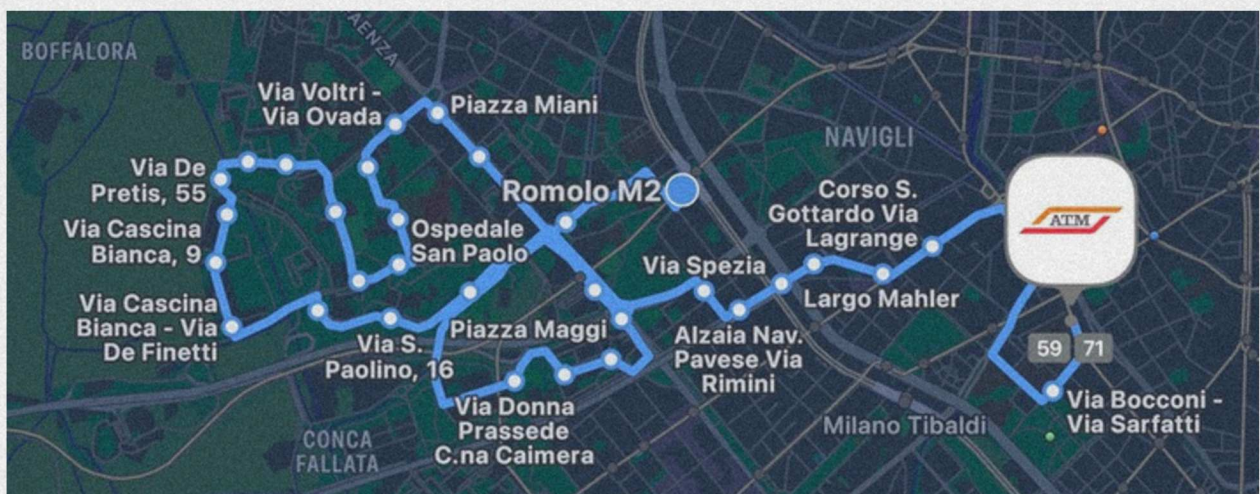 BOFFALORA
AENZA
Via Voltri -
Via Ovada
Piazza Miani
Via De
Pretis, 55
Romolo M2
NAVIGLI
Corso S.
Gottardo Via
Lagrange
ATM
Via Cascina
Bianca, 9
Ospedale
San Paolo
Via Spezia
Largo Mahler
Via Cascina
Bianca - Via
De Finetti
Via S.
Paolino, 16
Piazza Maggi
Alzaia Nav.
Pavese Via
Rimini
59
71
Via Donna
Prassede
C.na Caimera
Milano Tibaldi
Via Bocconi -
Via Sarfatti
CONCA
FALLATA